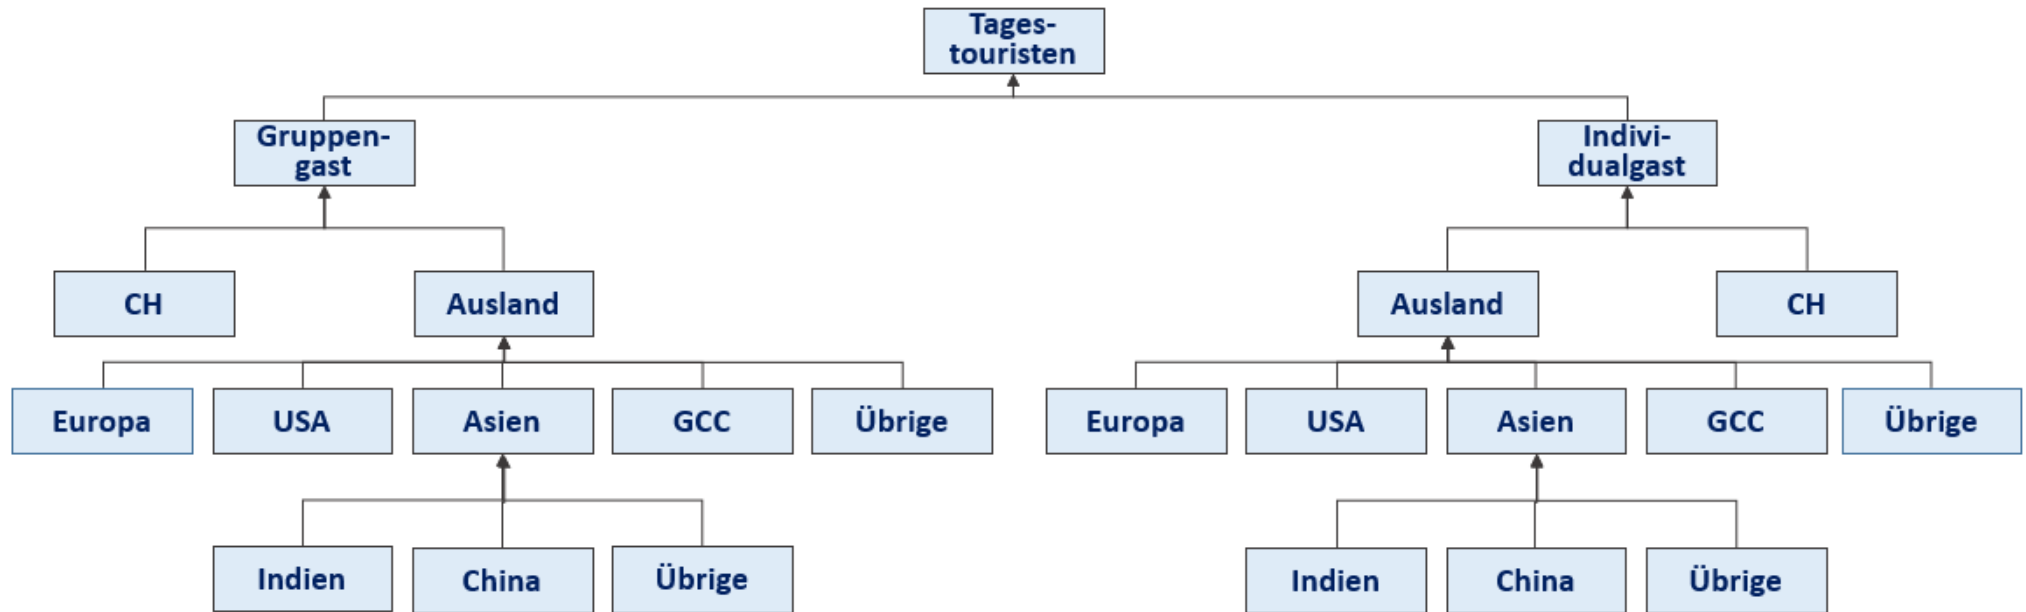 Tages-
touristen
Gruppen-
gast
Indivi-
dualgast
CH
Ausland
Ausland
CH
Europa
USA
Asien
GCC
Übrige
Europa
USA
Asien
GCC
Übrige
Indien
China
Übrige
Indien
China
Übrige